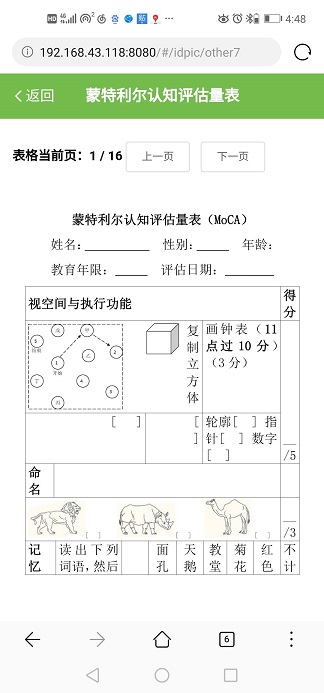 HD 4G 4:48
192.168.43.118:8080/#/idpic/other7
返回 蒙特利尔认知评估量表
表格当前页：1 / 16 上一页 下一页
蒙特利尔认知评估量表（MoCA）
姓名：________ 性别：____ 年龄：
教育年限：____ 评估日期：______
视空间与执行功能 得分
戊 甲 5 结束 乙 2 1 开始 丁 4 3 丙
复制立方体
画钟表（11点过10分）（3分）
[ ] [ ] 轮廓[ ] 指针[ ] 数字[ ] __/5
命名
[ ] [ ] [ ] __/3
记忆 读出下列词语，然后 面孔 天鹅 教堂 菊花 红色 不计
6